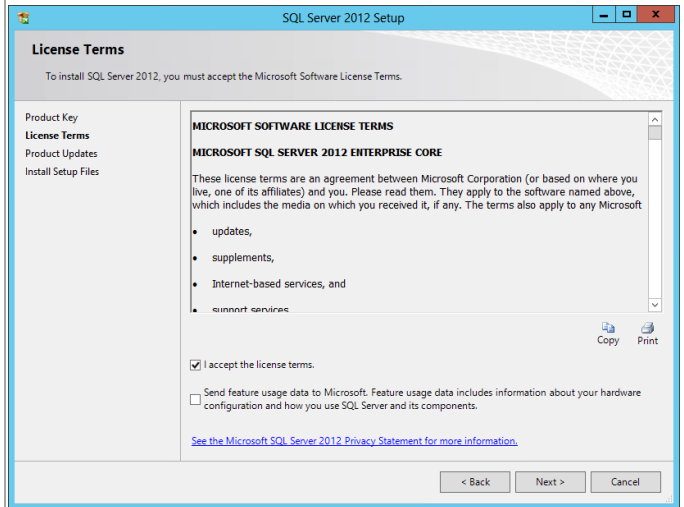 SQL Server 2012 Setup
License Terms
To install SQL Server 2012, you must accept the Microsoft Software License Terms.
Product Key
License Terms
Product Updates
Install Setup Files
MICROSOFT SOFTWARE LICENSE TERMS
MICROSOFT SQL SERVER 2012 ENTERPRISE CORE
These license terms are an agreement between Microsoft Corporation (or based on where you
live, one of its affiliates) and you. Please read them. They apply to the software named above,
which includes the media on which you received it, if any. The terms also apply to any Microsoft
• updates,
• supplements,
• Internet-based services, and
• support services
Copy Print
I accept the license terms.
Send feature usage data to Microsoft. Feature usage data includes information about your hardware
configuration and how you use SQL Server and its components.
See the Microsoft SQL Server 2012 Privacy Statement for more information.
< Back Next > Cancel